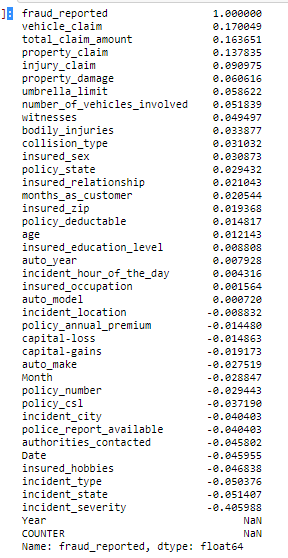 ]: fraud_reported 1.000000
vehicle_claim 0.170049
total_claim_amount 0.163651
property_claim 0.137835
injury_claim 0.090975
property_damage 0.060616
umbrella_limit 0.058622
number_of_vehicles_involved 0.051839
witnesses 0.049497
bodily_injuries 0.033877
collision_type 0.031032
insured_sex 0.030873
policy_state 0.029432
insured_relationship 0.021043
months_as_customer 0.020544
insured_zip 0.019368
policy_deductable 0.014817
age 0.012143
insured_education_level 0.008808
auto_year 0.007928
incident_hour_of_the_day 0.004316
insured_occupation 0.001564
auto_model 0.000720
incident_location -0.008832
policy_annual_premium -0.014480
capital-loss -0.014863
capital-gains -0.019173
auto_make -0.027519
Month -0.028847
policy_number -0.029443
policy_csl -0.037190
incident_city -0.040403
police_report_available -0.040403
authorities_contacted -0.045802
Date -0.045955
insured_hobbies -0.046838
incident_type -0.050376
incident_state -0.051407
incident_severity -0.405988
Year NaN
COUNTER NaN
Name: fraud_reported, dtype: float64